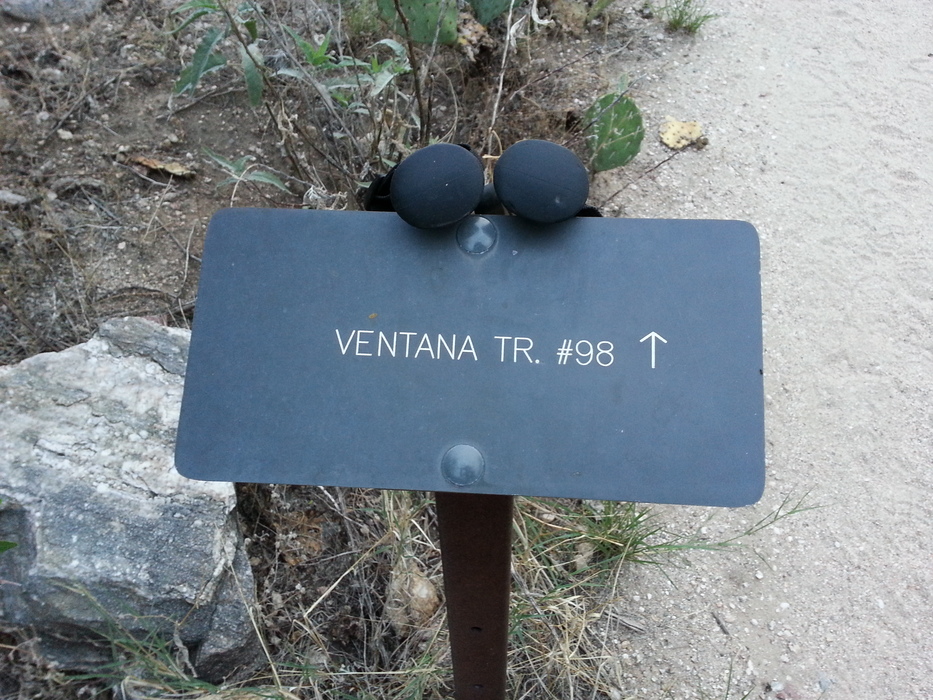 VENTANA TR. #98 ↑